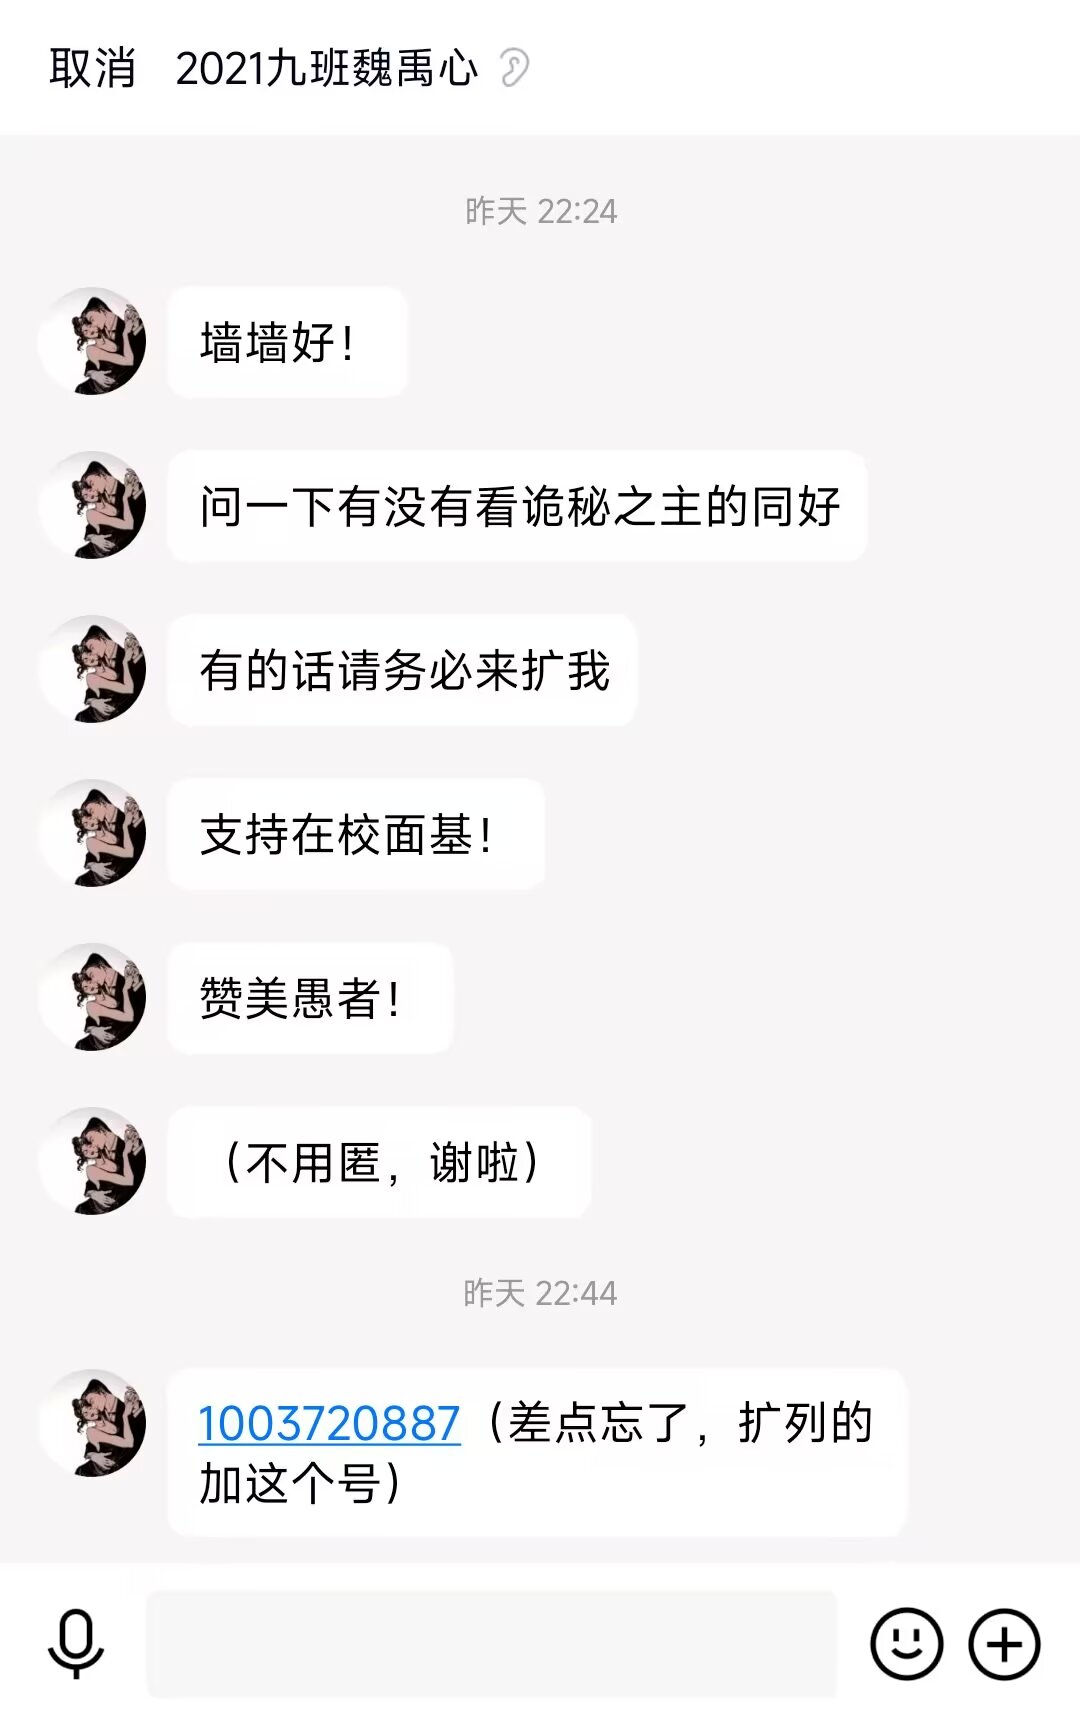 取消 2021九班魏禹心
昨天 22:24
墙墙好！
问一下有没有看诡秘之主的同好
有的话请务必来扩我
支持在校面基！
赞美愚者！
（不用匿，谢啦）
昨天 22:44
1003720887（差点忘了，扩列的
加这个号）